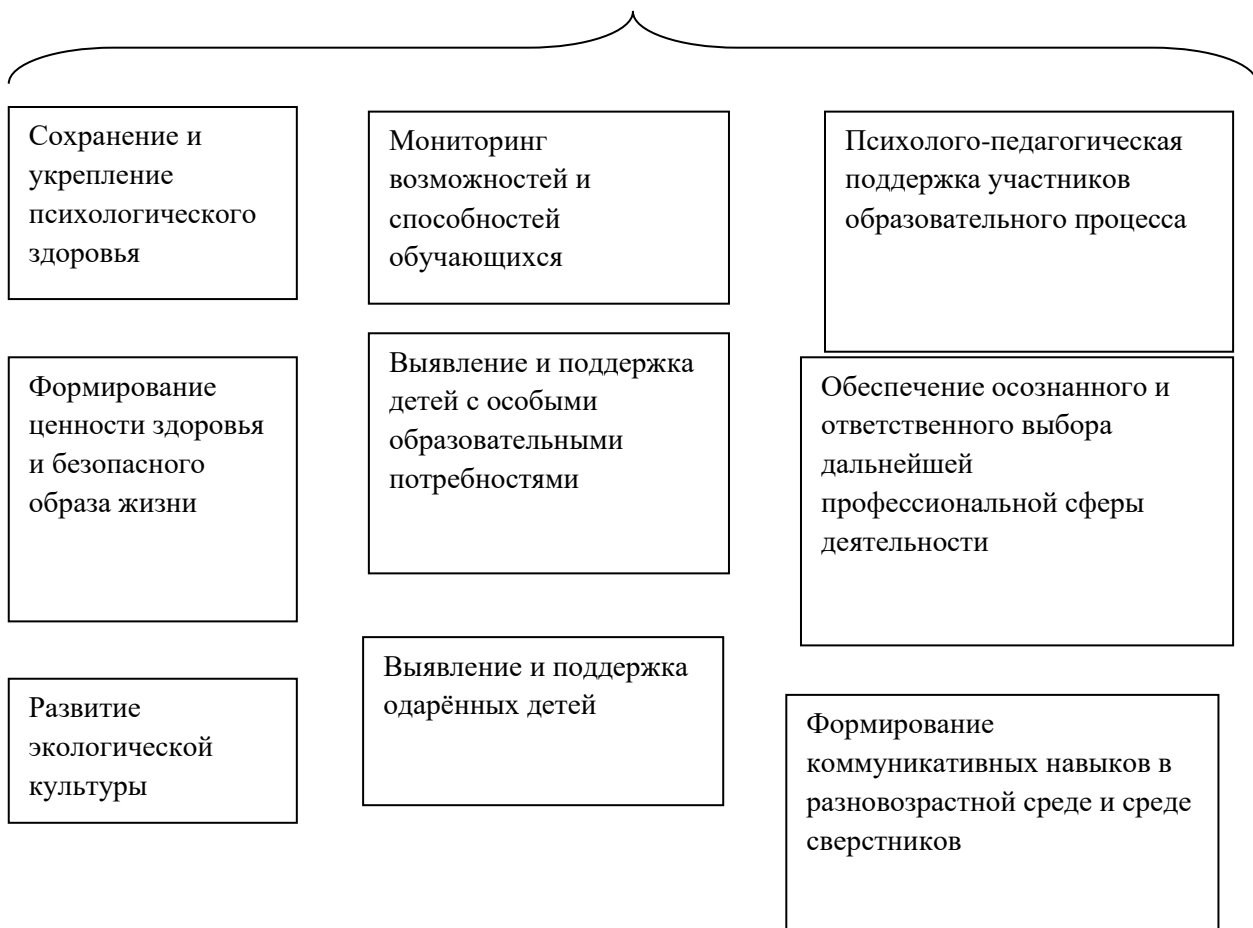 Сохранение и
укрепление
психологического
здоровья
Мониторинг
возможностей и
способностей
обучающихся
Психолого-педагогическая
поддержка участников
образовательного процесса
Формирование
ценности здоровья
и безопасного
образа жизни
Выявление и поддержка
детей с особыми
образовательными
потребностями
Обеспечение осознанного и
ответственного выбора
дальнейшей
профессиональной сферы
деятельности
Развитие
экологической
культуры
Выявление и поддержка
одарённых детей
Формирование
коммуникативных навыков в
разновозрастной среде и среде
сверстников